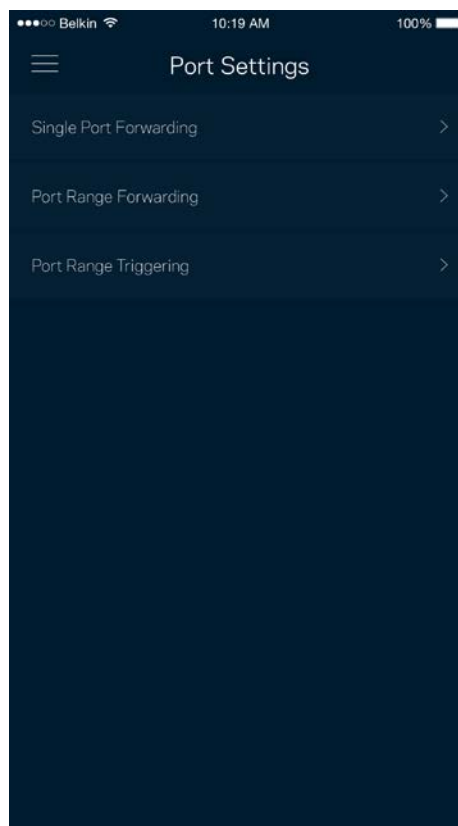 Belkin 10:19 AM 100%
Port Settings
Single Port Forwarding
Port Range Forwarding
Port Range Triggering